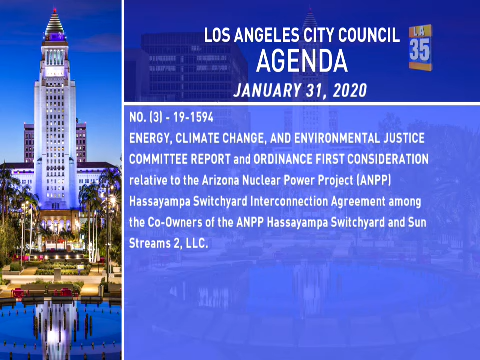 LOS ANGELES CITY COUNCIL
AGENDA
JANUARY 31, 2020
LA
35
NO. (3) - 19-1594
ENERGY, CLIMATE CHANGE, AND ENVIRONMENTAL JUSTICE
COMMITTEE REPORT and ORDINANCE FIRST CONSIDERATION
relative to the Arizona Nuclear Power Project (ANPP)
Hassayampa Switchyard Interconnection Agreement among
the Co-Owners of the ANPP Hassayampa Switchyard and Sun
Streams 2, LLC.